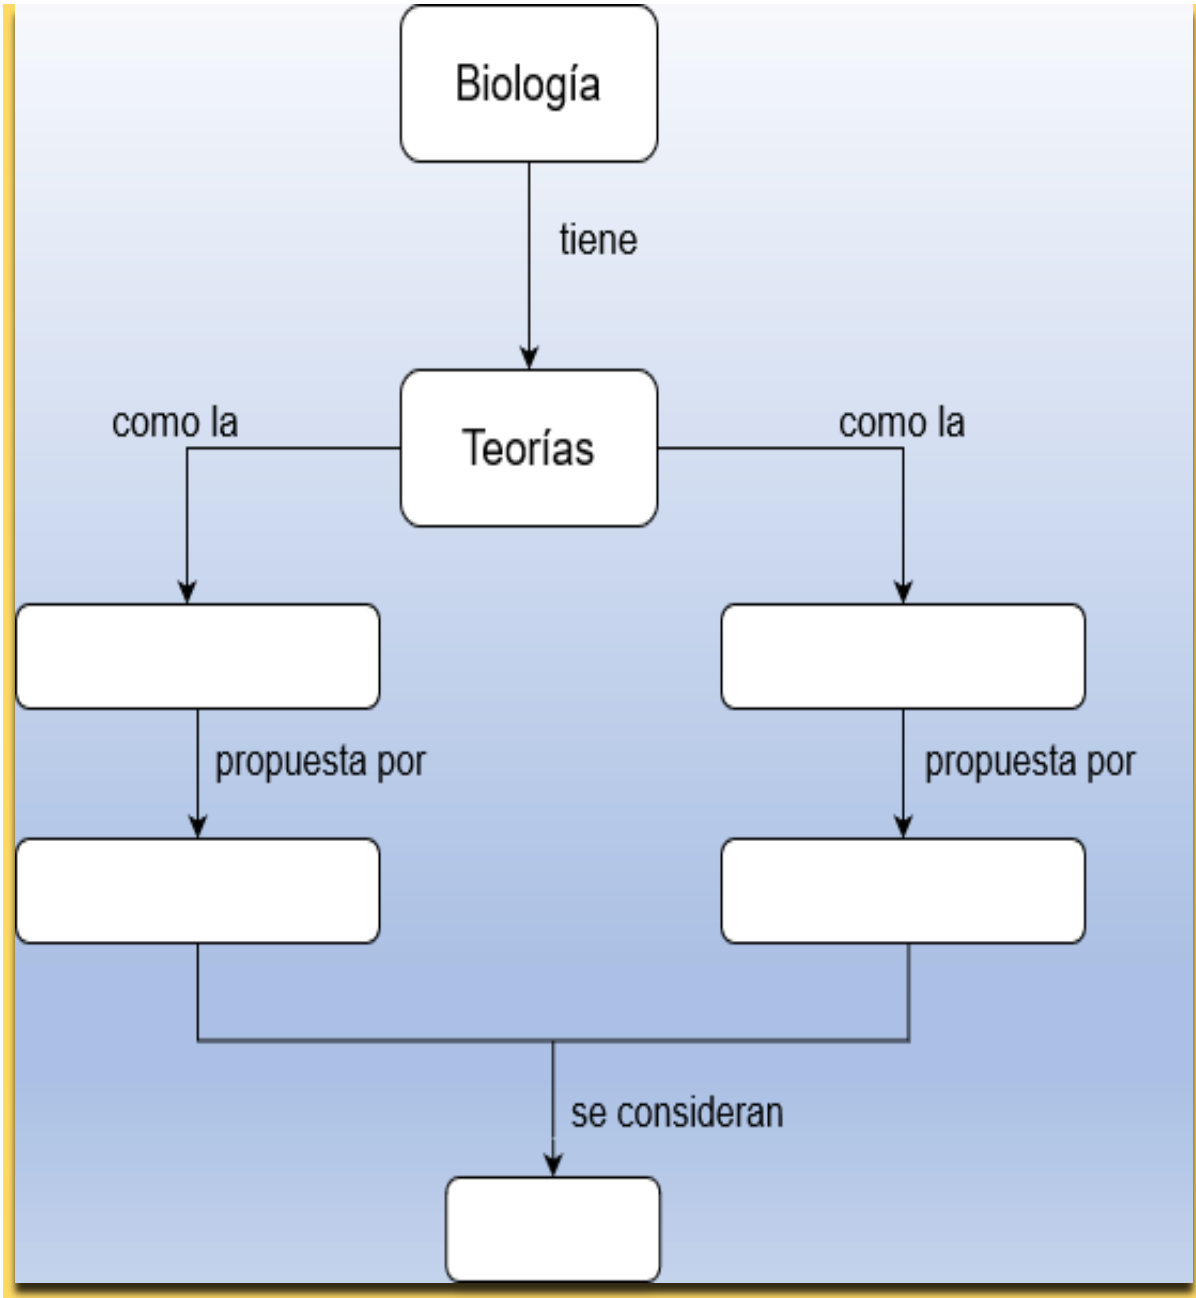 Biología
tiene
como la
como la
Teorías
propuesta por
propuesta por
se consideran